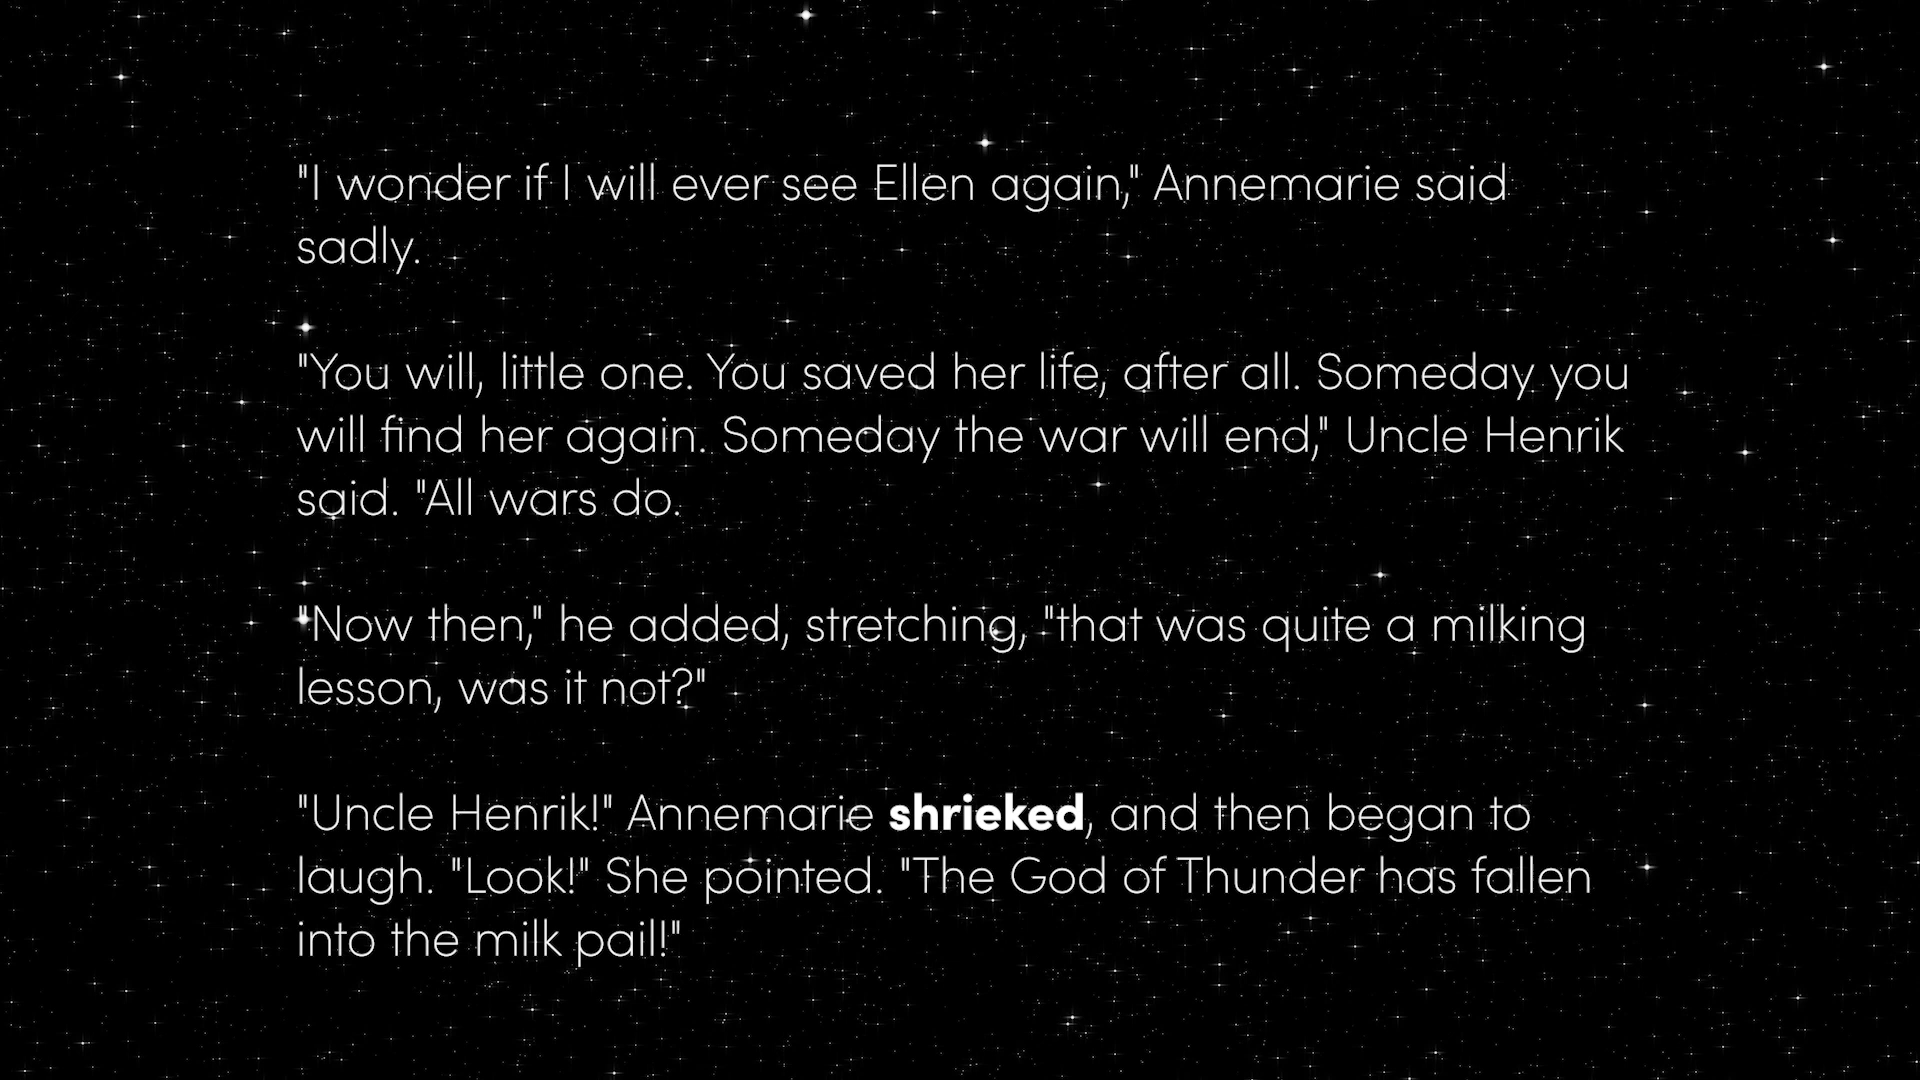 "I wonder if I will ever see Ellen again," Annemarie said
sadly.
"You will, little one. You saved her life, after all. Someday you
will find her again. Someday the war will end," Uncle Henrik
said. "All wars do.
"Now then," he added, stretching, "that was quite a milking
lesson, was it not?"
"Uncle Henrik!" Annemarie shrieked, and then began to
laugh. "Look!" She pointed. "The God of Thunder has fallen
into the milk pail!"